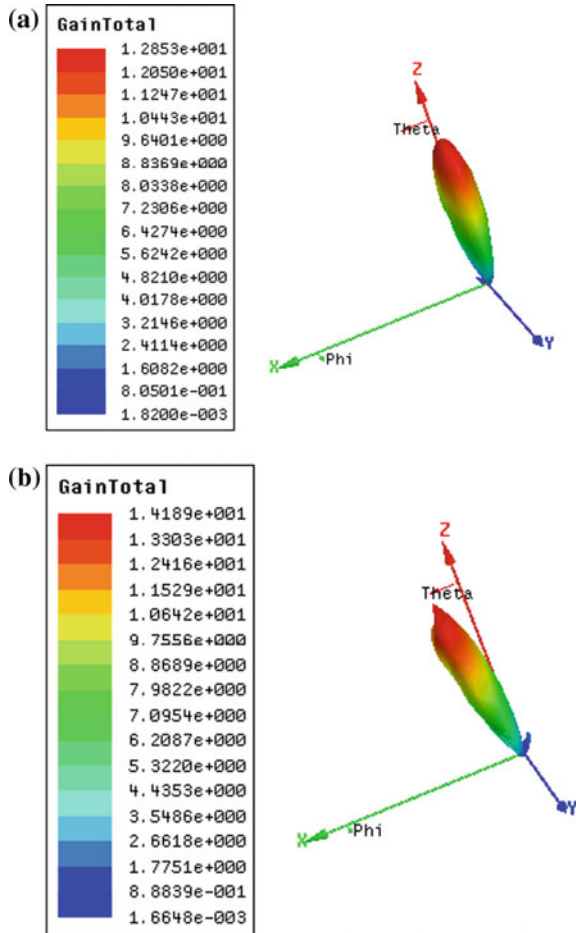 (a)
GainTotal
1.2853e+001
1.2050e+001
1.1247e+001
1.0443e+001
9.6401e+000
8.8369e+000
8.0338e+000
7.2306e+000
6.4274e+000
5.6242e+000
4.8210e+000
4.0178e+000
3.2146e+000
2.4114e+000
1.6082e+000
8.0501e-001
1.8200e-003
Z
Theta
X
Phi
Y
(b)
GainTotal
1.4189e+001
1.3303e+001
1.2416e+001
1.1529e+001
1.0642e+001
9.7556e+000
8.8689e+000
7.9822e+000
7.0954e+000
6.2087e+000
5.3220e+000
4.4353e+000
3.5486e+000
2.6618e+000
1.7751e+000
8.8839e-001
1.6648e-003
Z
Theta
X
Phi
Y